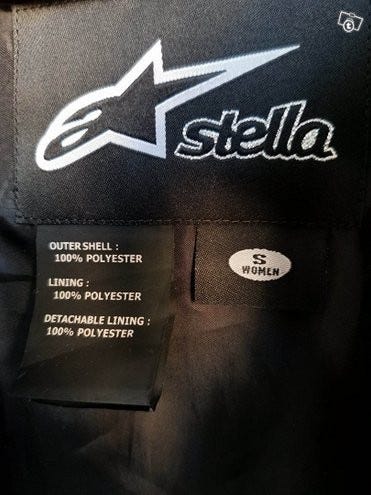 stella
OUTER SHELL :
100% POLYESTER
LINING :
100% POLYESTER
DETACHABLE LINING :
100% POLYESTER
S
WOMEN